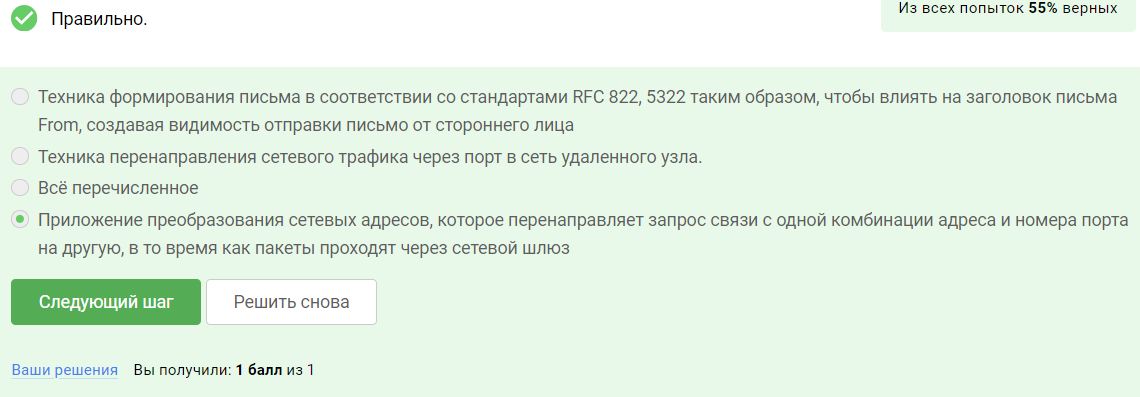 Правильно.
Из всех попыток 55% верных
Техника формирования письма в соответствии со стандартами RFC 822, 5322 таким образом, чтобы влиять на заголовок письма
From, создавая видимость отправки письмо от стороннего лица
Техника перенаправления сетевого трафика через порт в сеть удаленного узла.
Всё перечисленное
Приложение преобразования сетевых адресов, которое перенаправляет запрос связи с одной комбинации адреса и номера порта
на другую, в то время как пакеты проходят через сетевой шлюз
Следующий шаг
Решить снова
Ваши решения Вы получили: 1 балл из 1